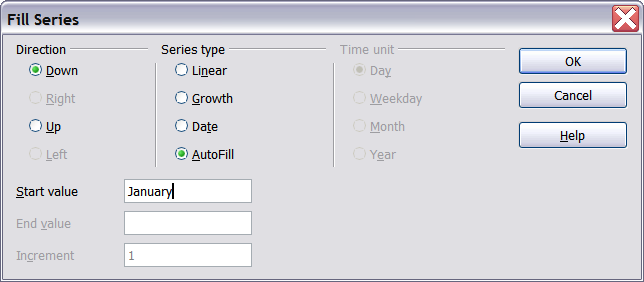 Fill Series
Direction
Down
Right
Up
Left
Series type
Linear
Growth
Date
AutoFill
Time unit
Day
Weekday
Month
Year
OK
Cancel
Help
Start value January
End value
Increment 1